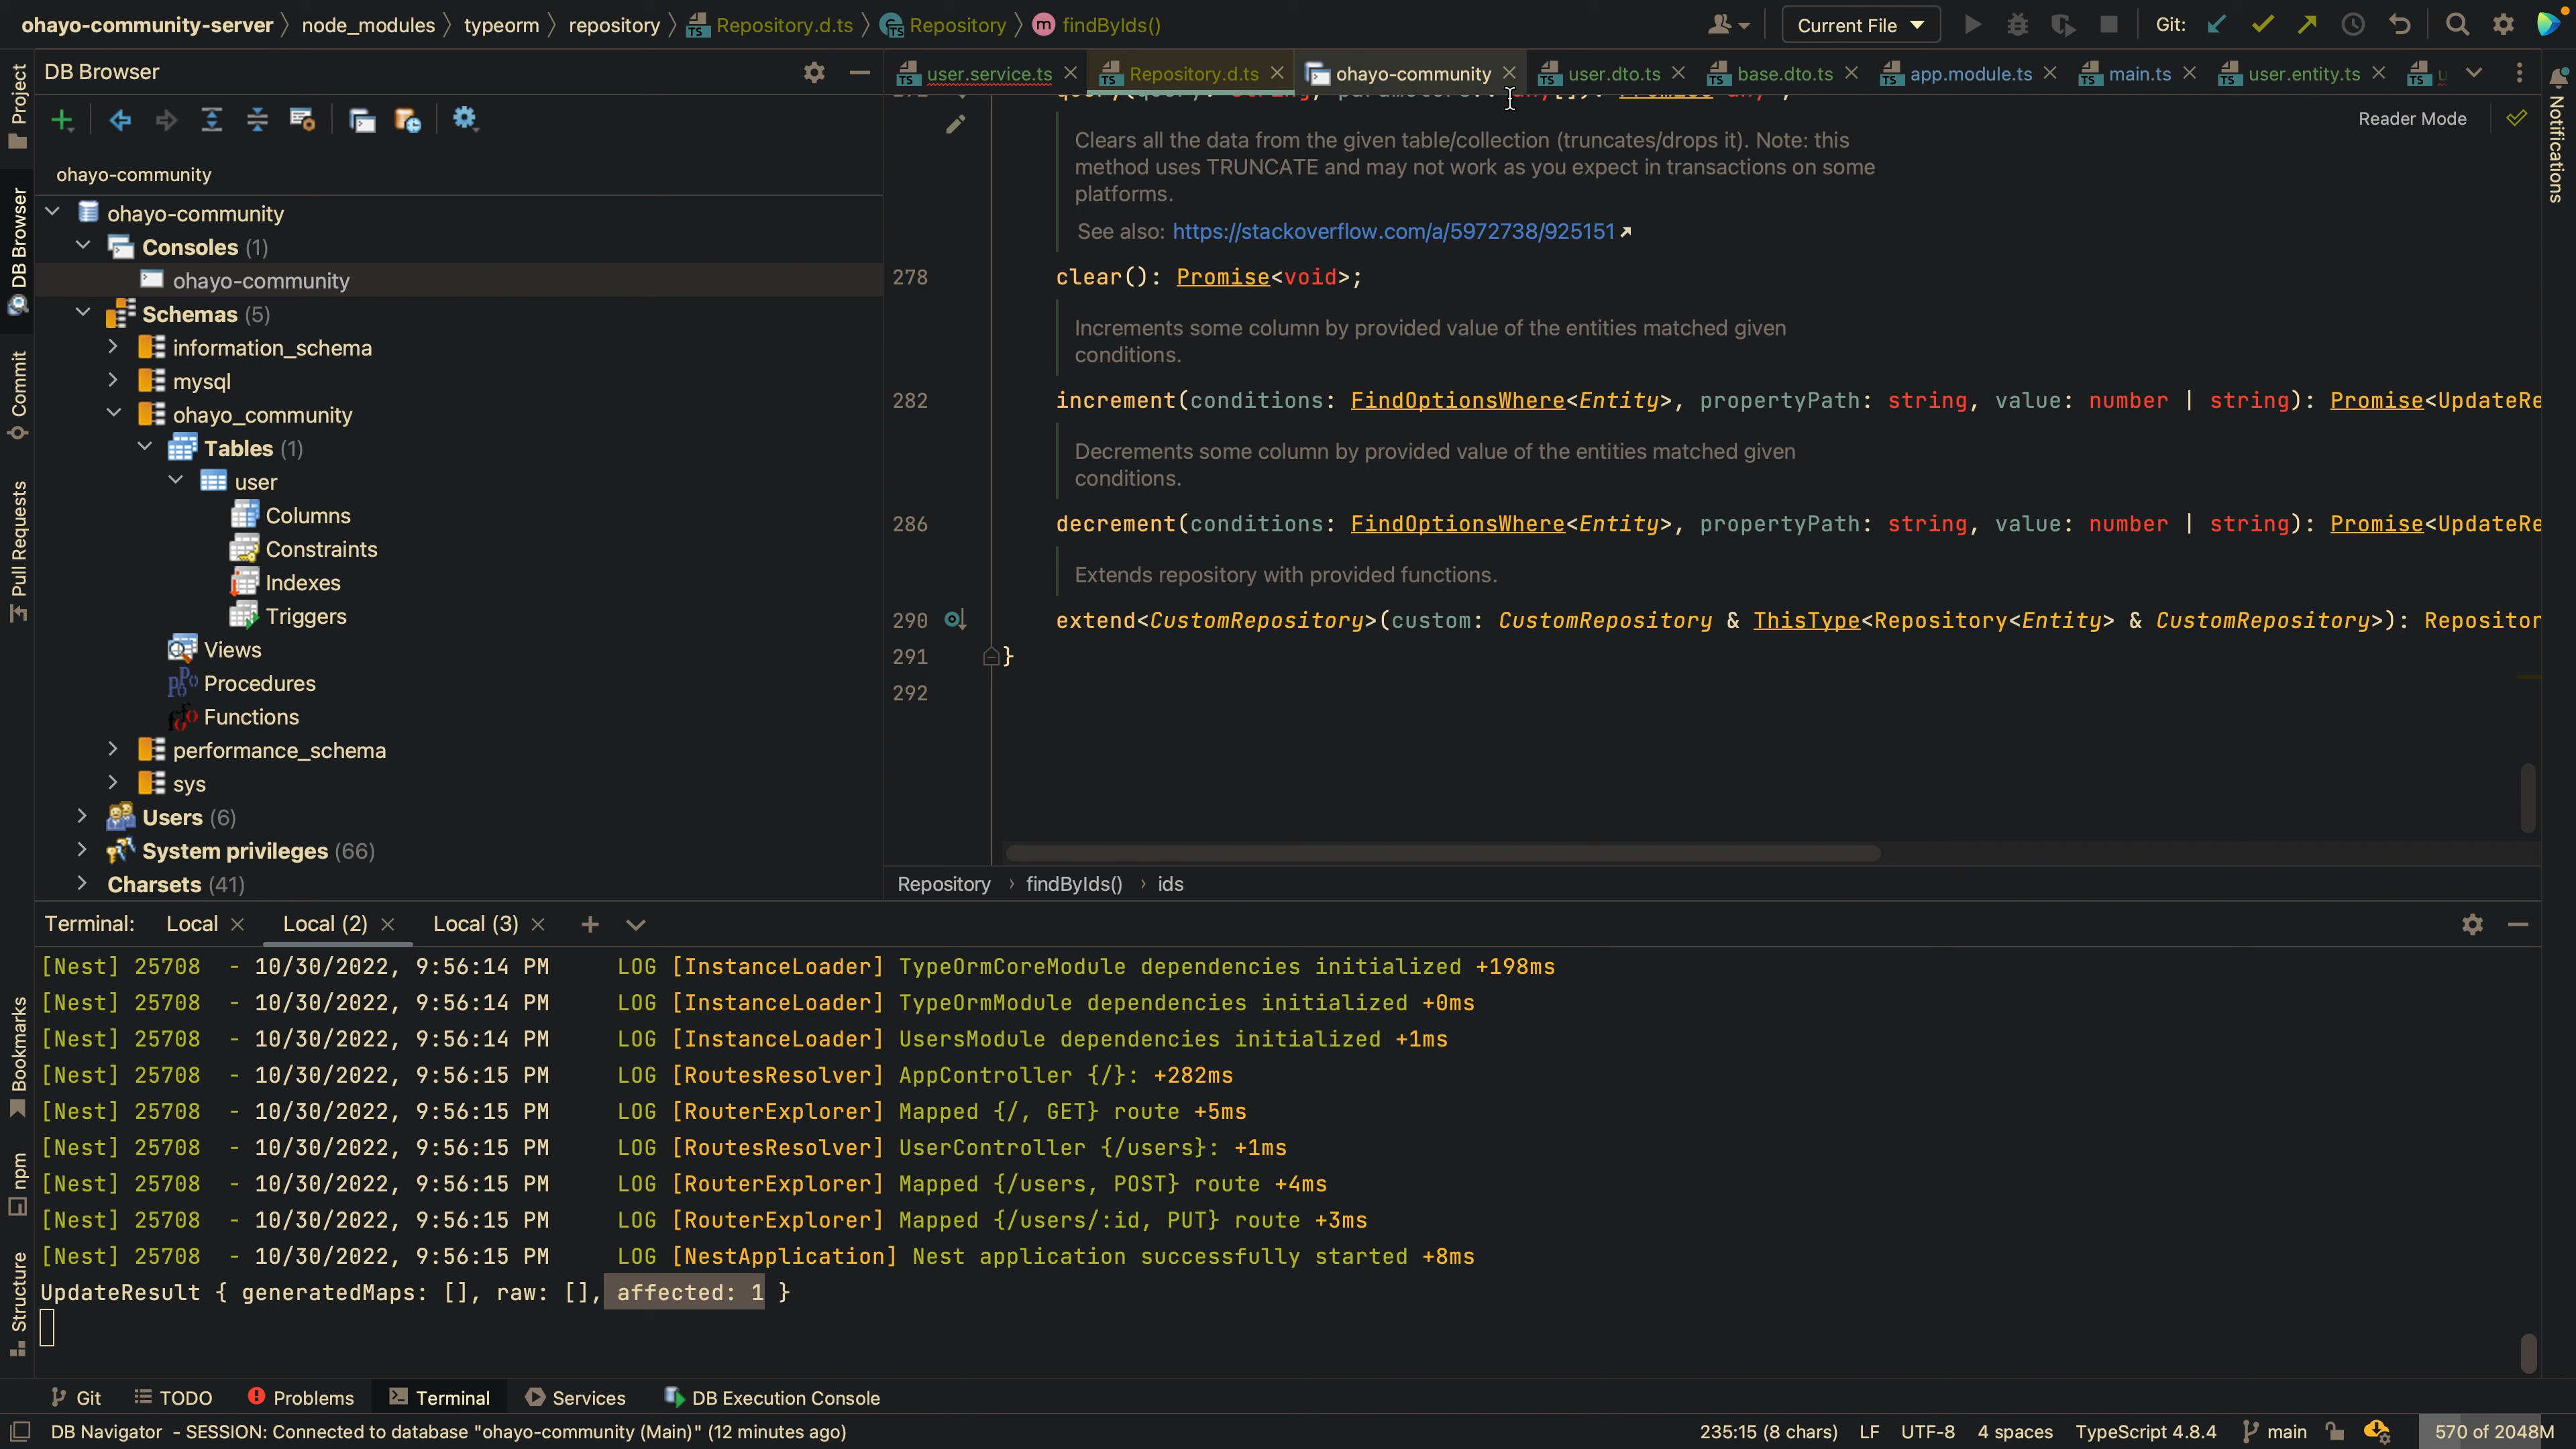 ohayo-community-server node_modules typeorm repository Repository.d.ts Repository findByIds() Current File Git:
Project
DB Browser
Commit
Pull Requests
Bookmarks
npm
Structure
DB Browser
ohayo-community
ohayo-community
Consoles (1)
ohayo-community
Schemas (5)
information_schema
mysql
ohayo_community
Tables (1)
user
Columns
Constraints
Indexes
Triggers
Views
Procedures
Functions
performance_schema
sys
Users (6)
System privileges (66)
Charsets (41)
user.service.ts Repository.d.ts ohayo-community user.dto.ts base.dto.ts app.module.ts main.ts user.entity.ts
Reader Mode
Notifications
Clears all the data from the given table/collection (truncates/drops it). Note: this
method uses TRUNCATE and may not work as you expect in transactions on some
platforms.
See also: https://stackoverflow.com/a/5972738/925151
278 clear(): Promise<void>;
Increments some column by provided value of the entities matched given
conditions.
282 increment(conditions: FindOptionsWhere<Entity>, propertyPath: string, value: number | string): Promise<UpdateRe
Decrements some column by provided value of the entities matched given
conditions.
286 decrement(conditions: FindOptionsWhere<Entity>, propertyPath: string, value: number | string): Promise<UpdateRe
Extends repository with provided functions.
290 extend<CustomRepository>(custom: CustomRepository & ThisType<Repository<Entity> & CustomRepository>): Repositor
291 }
292
Repository findByIds() ids
Terminal: Local Local (2) Local (3)
[Nest] 25708 - 10/30/2022, 9:56:14 PM LOG [InstanceLoader] TypeOrmCoreModule dependencies initialized +198ms
[Nest] 25708 - 10/30/2022, 9:56:14 PM LOG [InstanceLoader] TypeOrmModule dependencies initialized +0ms
[Nest] 25708 - 10/30/2022, 9:56:14 PM LOG [InstanceLoader] UsersModule dependencies initialized +1ms
[Nest] 25708 - 10/30/2022, 9:56:15 PM LOG [RoutesResolver] AppController {/}: +282ms
[Nest] 25708 - 10/30/2022, 9:56:15 PM LOG [RouterExplorer] Mapped {/, GET} route +5ms
[Nest] 25708 - 10/30/2022, 9:56:15 PM LOG [RoutesResolver] UserController {/users}: +1ms
[Nest] 25708 - 10/30/2022, 9:56:15 PM LOG [RouterExplorer] Mapped {/users, POST} route +4ms
[Nest] 25708 - 10/30/2022, 9:56:15 PM LOG [RouterExplorer] Mapped {/users/:id, PUT} route +3ms
[Nest] 25708 - 10/30/2022, 9:56:15 PM LOG [NestApplication] Nest application successfully started +8ms
UpdateResult { generatedMaps: [], raw: [], affected: 1 }
Git TODO Problems Terminal Services DB Execution Console
DB Navigator - SESSION: Connected to database "ohayo-community (Main)" (12 minutes ago) 235:15 (8 chars) LF UTF-8 4 spaces TypeScript 4.8.4 main 570 of 2048M